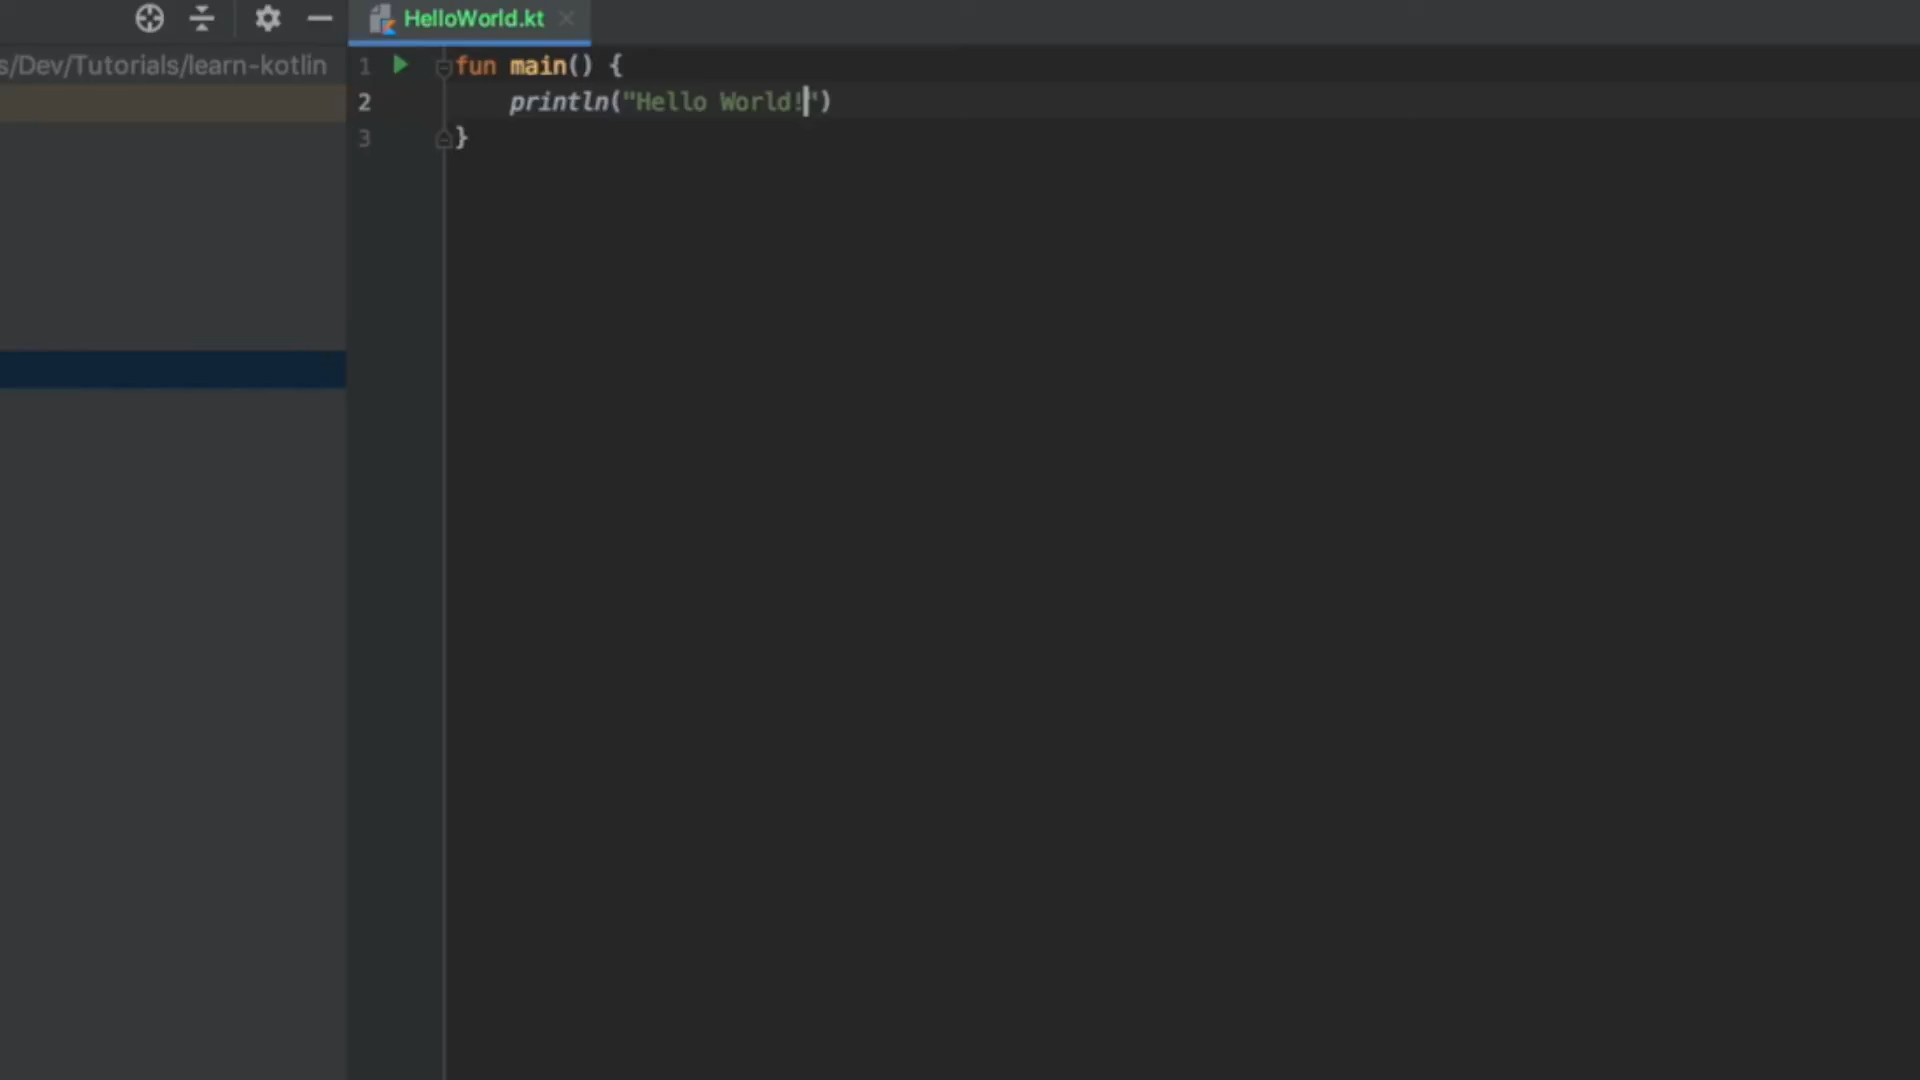 HelloWorld.kt
s/Dev/Tutorials/learn-kotlin
1 fun main() {
2 println("Hello World!")
3 }